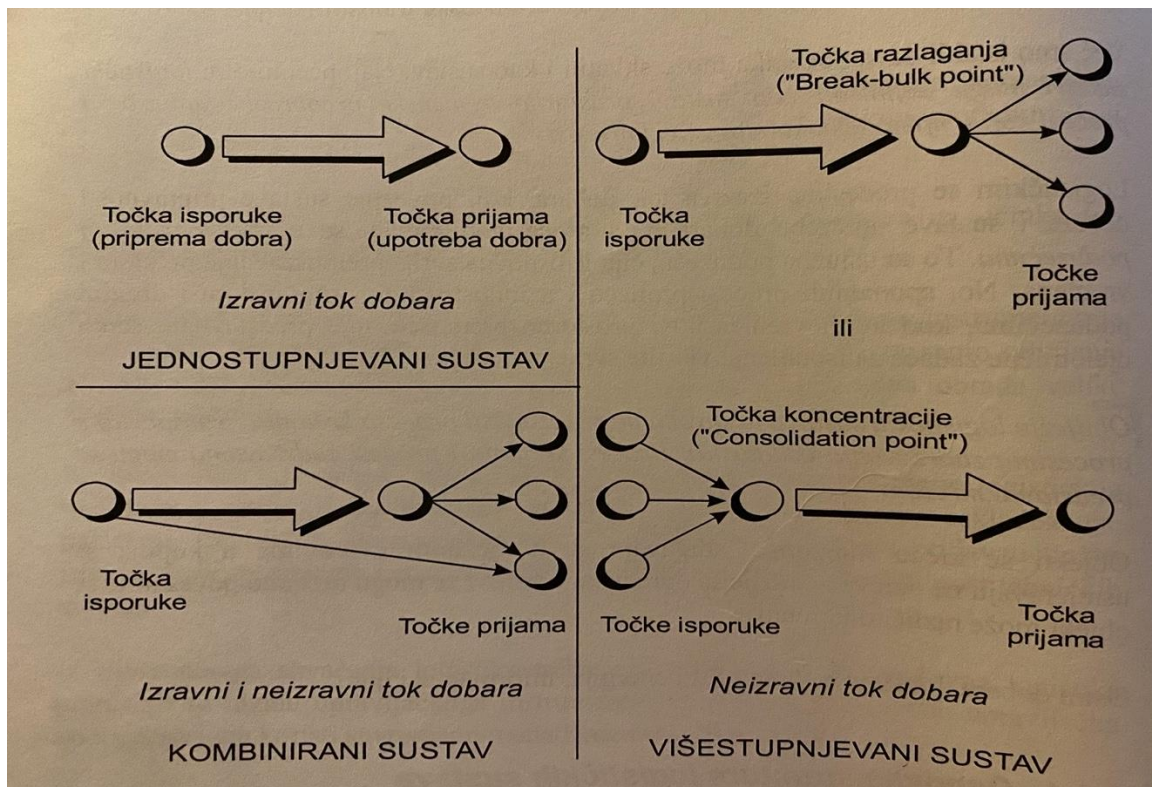 Točka isporuke
(priprema dobra)
Točka prijama
(upotreba dobra)
Izravni tok dobara
JEDNOSTUPNJEVANI SUSTAV
Točka razlaganja
("Break-bulk point")
Točka
isporuke
Točke
prijama
ili
Točka
isporuke
Točke prijama
Izravni i neizravni tok dobara
KOMBINIRANI SUSTAV
Točka koncentracije
("Consolidation point")
Točke isporuke
Točka
prijama
Neizravni tok dobara
VIŠESTUPNJEVANI SUSTAV